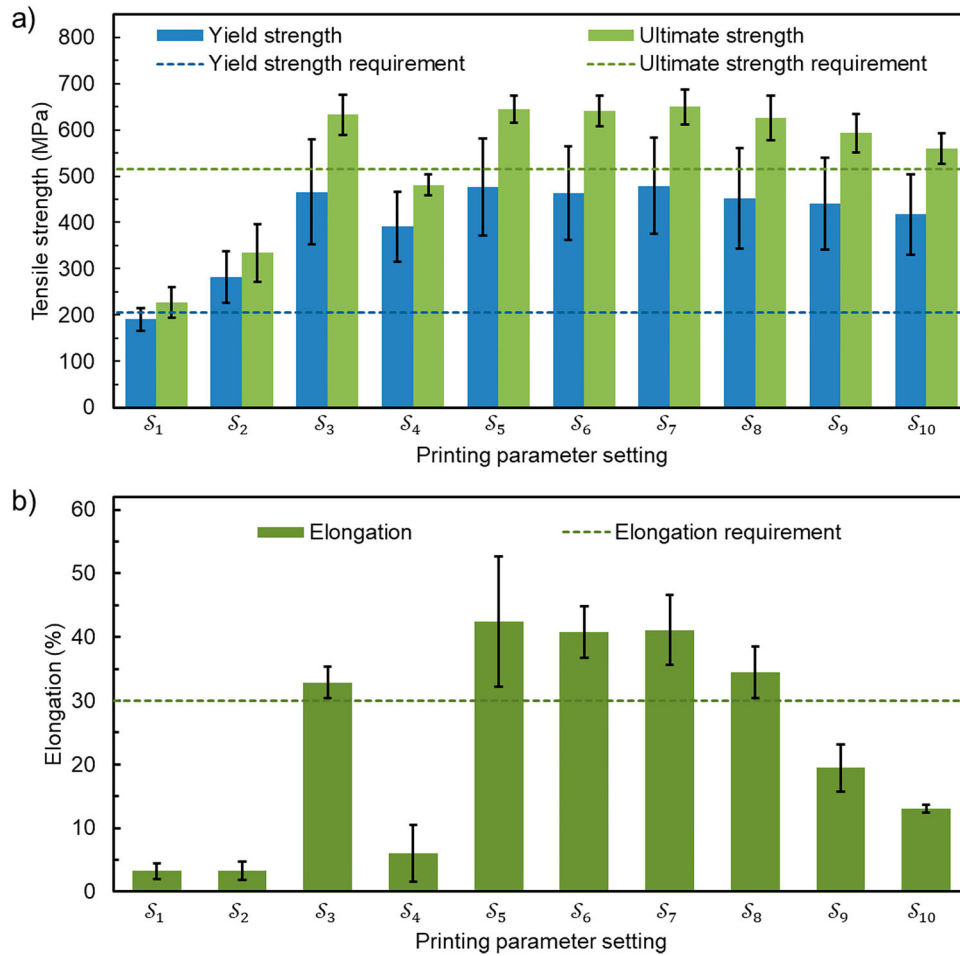 a)
800
700
600
500
400
300
200
100
0
Tensile strength (MPa)
Yield strength
Ultimate strength
Yield strength requirement
Ultimate strength requirement
S₁ S₂ S₃ S₄ S₅ S₆ S₇ S₈ S₉ S₁₀
Printing parameter setting
b)
60
50
40
30
20
10
0
Elongation (%)
Elongation
Elongation requirement
S₁ S₂ S₃ S₄ S₅ S₆ S₇ S₈ S₉ S₁₀
Printing parameter setting